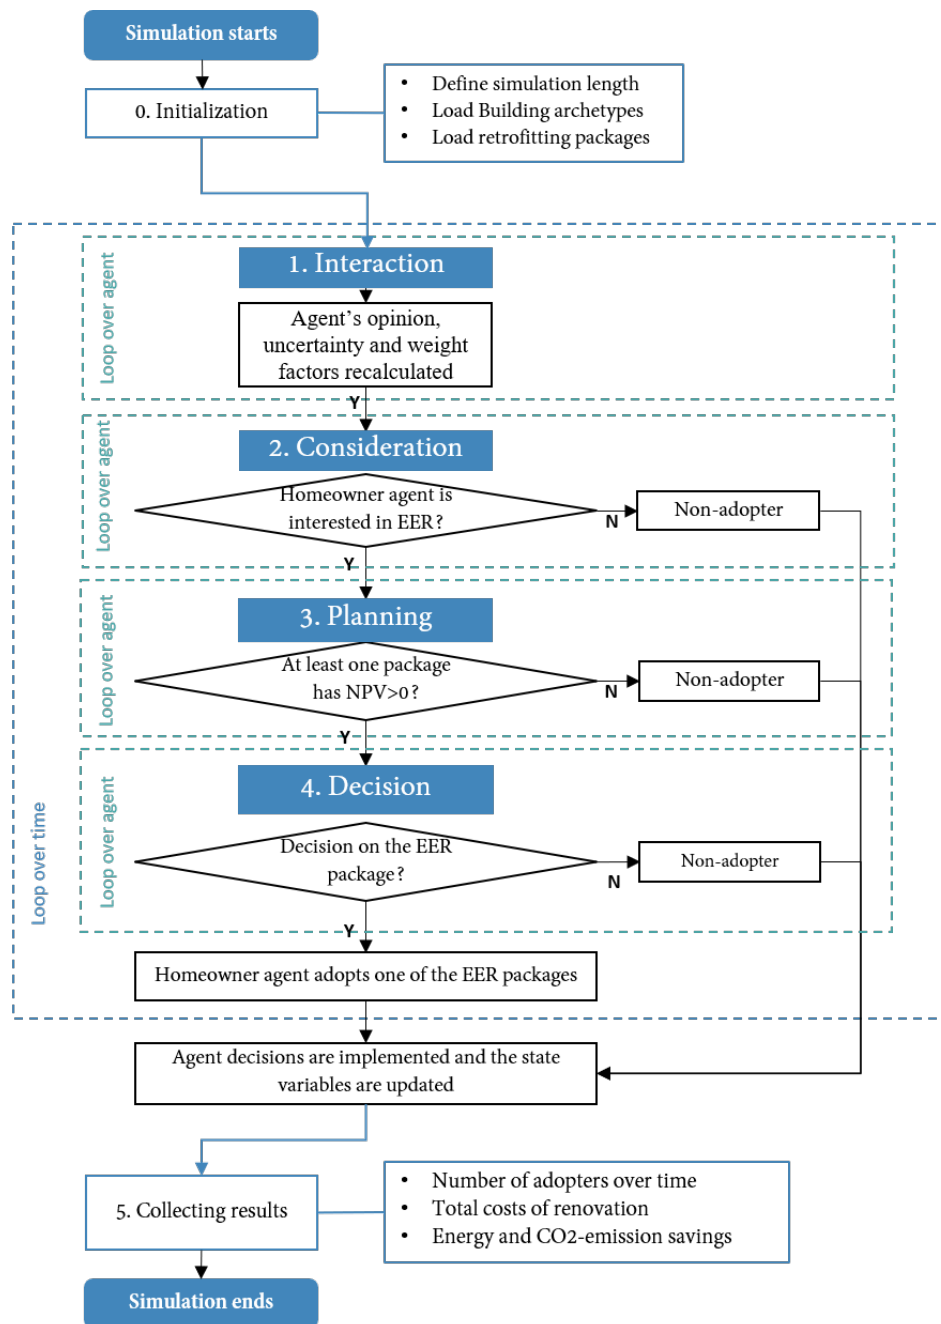 Simulation starts
0. Initialization
• Define simulation length
• Load Building archetypes
• Load retrofitting packages
Loop over time
Loop over agent
1. Interaction
Agent's opinion,
uncertainty and weight
factors recalculated
Y
Loop over agent
2. Consideration
Homeowner agent is
interested in EER?
N
Non-adopter
Y
Loop over agent
3. Planning
At least one package
has NPV>0?
N
Non-adopter
Y
Loop over agent
4. Decision
Decision on the EER
package?
N
Non-adopter
Y
Homeowner agent adopts one of the EER packages
Agent decisions are implemented and the state
variables are updated
5. Collecting results
• Number of adopters over time
• Total costs of renovation
• Energy and CO2-emission savings
Simulation ends